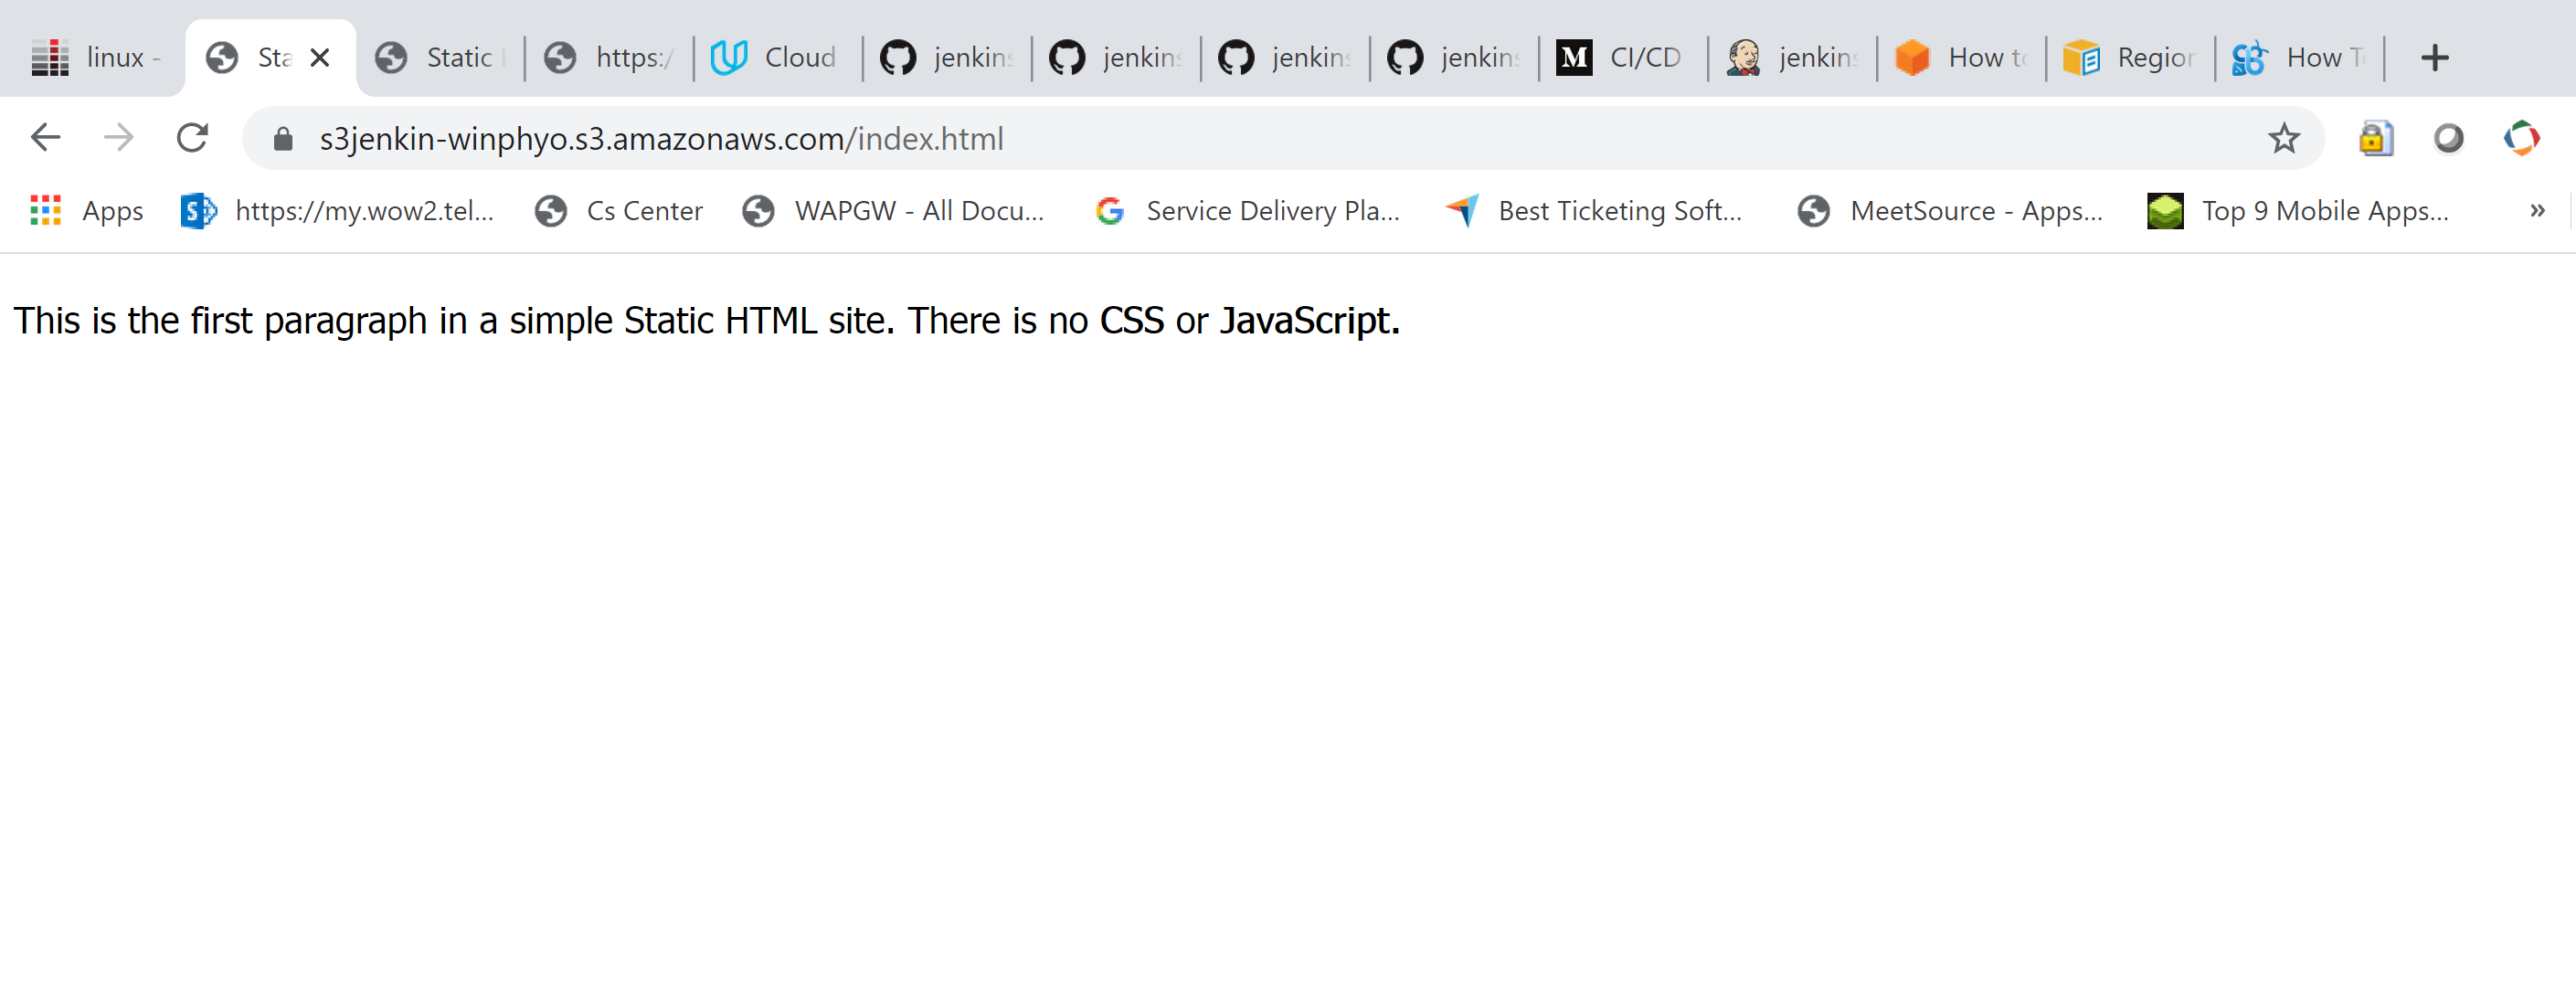 linux -
Sta
Static
https:/
Cloud
jenkins
jenkins
jenkins
jenkins
M CI/CD
jenkins
How to
Region
How To
s3jenkin-winphyo.s3.amazonaws.com/index.html
Apps
https://my.wow2.tel...
Cs Center
WAPGW - All Docu...
Service Delivery Pla...
Best Ticketing Soft...
MeetSource - Apps...
Top 9 Mobile Apps...
»
This is the first paragraph in a simple Static HTML site. There is no CSS or JavaScript.